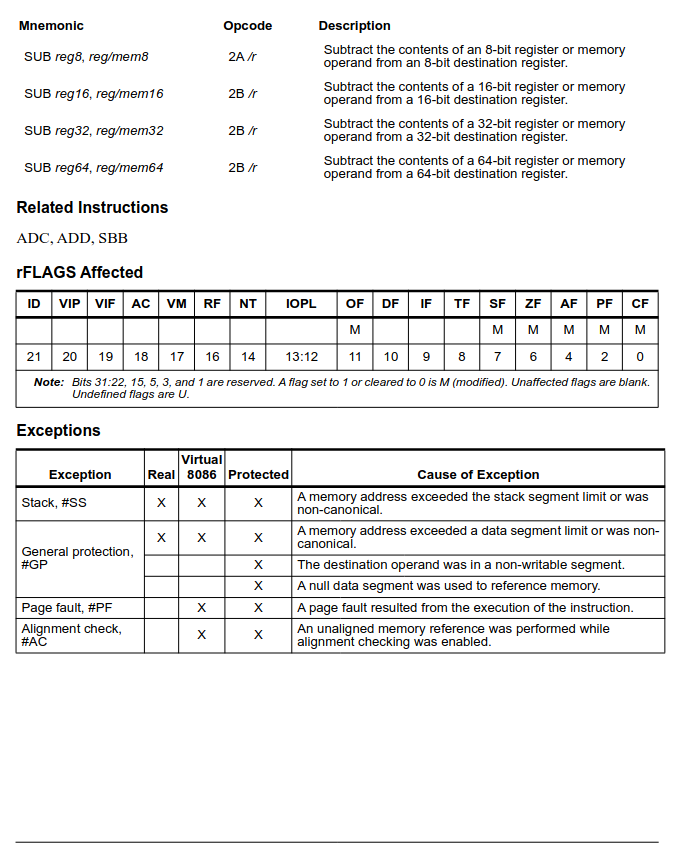 Mnemonic Opcode Description
SUB reg8, reg/mem8 2A /r Subtract the contents of an 8-bit register or memory
operand from an 8-bit destination register.
SUB reg16, reg/mem16 2B /r Subtract the contents of a 16-bit register or memory
operand from a 16-bit destination register.
SUB reg32, reg/mem32 2B /r Subtract the contents of a 32-bit register or memory
operand from a 32-bit destination register.
SUB reg64, reg/mem64 2B /r Subtract the contents of a 64-bit register or memory
operand from a 64-bit destination register.
Related Instructions
ADC, ADD, SBB
rFLAGS Affected
ID VIP VIF AC VM RF NT IOPL OF DF IF TF SF ZF AF PF CF
M M M M M M
21 20 19 18 17 16 14 13:12 11 10 9 8 7 6 4 2 0
Note: Bits 31:22, 15, 5, 3, and 1 are reserved. A flag set to 1 or cleared to 0 is M (modified). Unaffected flags are blank.
Undefined flags are U.
Exceptions
Exception Real Virtual
8086 Protected Cause of Exception
Stack, #SS X X X A memory address exceeded the stack segment limit or was
non-canonical.
General protection,
#GP X X X A memory address exceeded a data segment limit or was non-
canonical.
X The destination operand was in a non-writable segment.
X A null data segment was used to reference memory.
Page fault, #PF X X A page fault resulted from the execution of the instruction.
Alignment check,
#AC X X An unaligned memory reference was performed while
alignment checking was enabled.